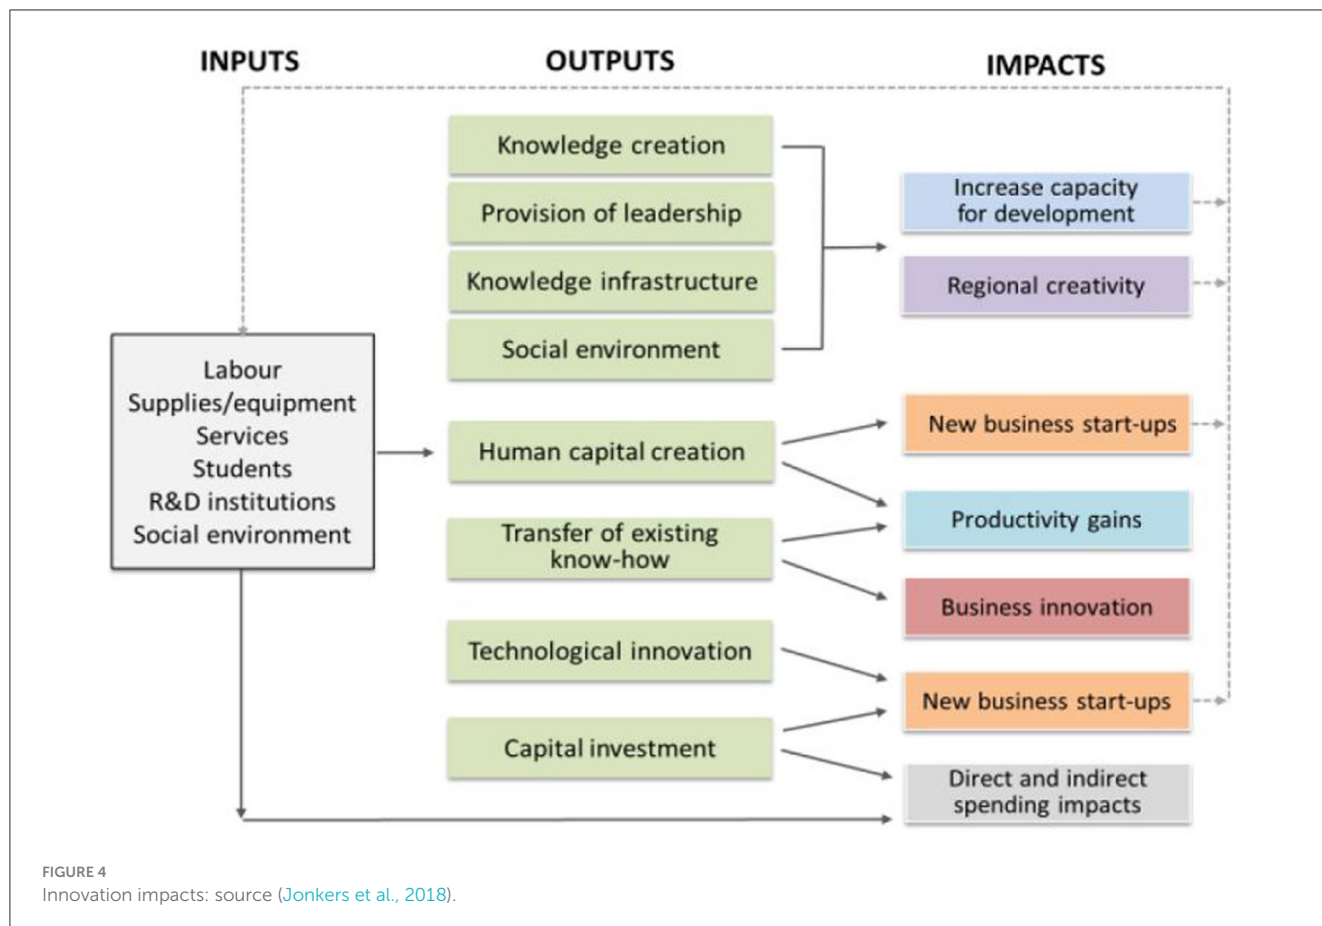 INPUTS
OUTPUTS
IMPACTS
Labour
Supplies/equipment
Services
Students
R&D institutions
Social environment
Knowledge creation
Provision of leadership
Knowledge infrastructure
Social environment
Human capital creation
Transfer of existing
know-how
Technological innovation
Capital investment
Increase capacity
for development
Regional creativity
New business start-ups
Productivity gains
Business innovation
New business start-ups
Direct and indirect
spending impacts
FIGURE 4
Innovation impacts: source (Jonkers et al., 2018).